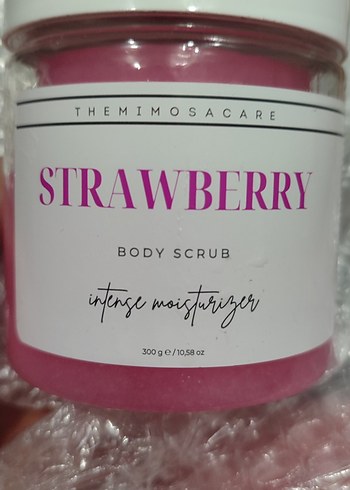 THEMIMOSACARE
STRAWBERRY
BODY SCRUB
intense moisturizer
300 g ℮ / 10,58 oz